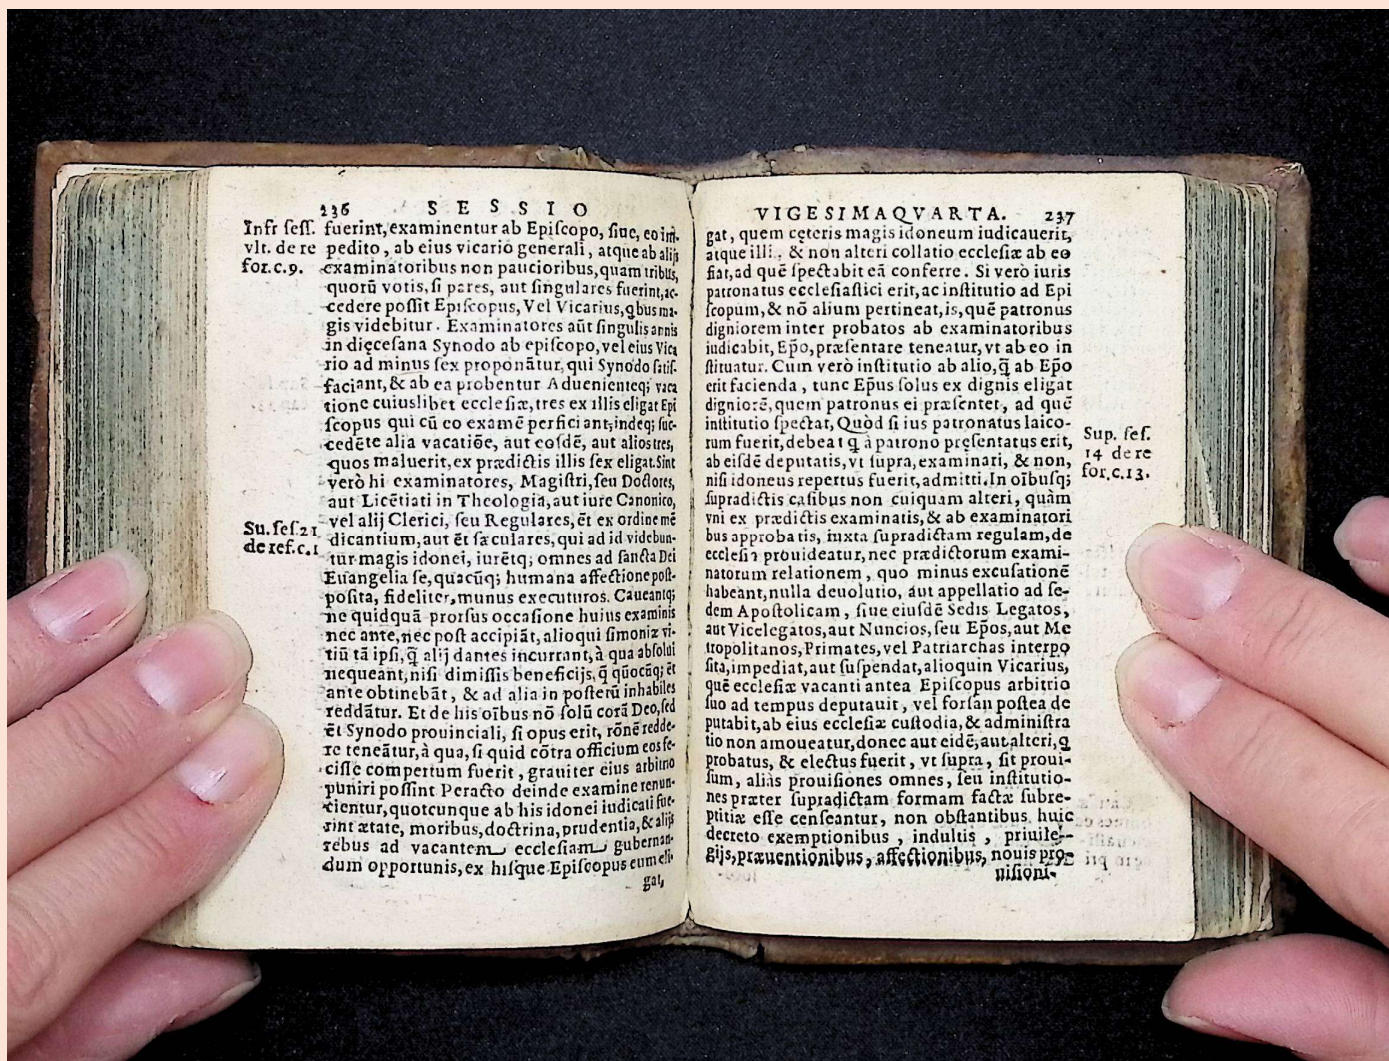 236 SESSIO
Infr sess. fuerint, examinentur ab Episcopo, siue, eo im-
vlt. de re pedito, ab eius vicario generali, atque ab alijs
for. c. 9. examinatoribus non paucioribus, quam tribus,
quorũ votis, si pares, aut singulares fuerint, ac-
cedere possit Episcopus, Vel Vicarius, qbus ma-
gis videbitur. Examinatores aũt singulis annis
in dięcesana Synodo ab episcopo, vel eius Vica
rio ad minus sex proponãtur, qui Synodo satis-
faciant, & ab ea probentur Aduenienteq; vaca
tione cuiuslibet ecclesiæ, tres ex illis eligat Epi
scopus qui cũ eo examẽ perficiant, indeq; suc-
cedẽte alia vacatiõe, aut eosdẽ, aut alios tres,
quos maluerit, ex prædictis illis sex eligat. Sint
verò hi examinatores, Magistri, seu Doctores,
aut Licẽtiati in Theologia, aut iure Canonico,
Su. ses. 21 vel alij Clerici, seu Regulares, ẽt ex ordine mẽ
de ref. c. 1 dicantium, aut ẽt sæculares, qui ad id videbun-
tur magis idonei, iurẽtq; omnes ad sancta Dei
Euangelia se, quacũq; humana affectione post-
posita, fideliter, munus executuros. Caueantq;
ne quidquã prorsus occasione huius examinis
nec ante, nec post accipiãt, alioqui simoniæ vi-
tiũ tã ipsi, q̃ alij dantes incurrant, à qua absolui
nequeant, nisi dimissis beneficijs, q̃ qũocũq; ẽt
ante obtinebãt, & ad alia in posterũ inhabiles
reddãtur. Et de his oĩbus nõ solũ corã Deo, sed
ẽt Synodo prouinciali, si opus erit, rõnẽ redde-
re teneãtur, à qua, si quid cõtra officium eos fe-
cisse compertum fuerit, grauiter eius arbitrio
puniri possint Peracto deinde examine renun-
tientur, quotcunque ab his idonei iudicati fue-
rint ætate, moribus, doctrina, prudentia, & alijs
rebus ad vacantem ecclesiam gubernan-
dum opportunis, ex hisque Episcopus eum eli-
gat,
VIGESIMAQVARTA. 237
gat, quem cęteris magis idoneum iudicauerit,
atque illi, & non alteri collatio ecclesiæ ab eo
fiat, ad quẽ spectabit eã conferre. Si verò iuris
patronatus ecclesiastici erit, ac institutio ad Epi
scopum, & nõ alium pertineat, is, quẽ patronus
digniorem inter probatos ab examinatoribus
iudicabit, Ep̃o, præsentare teneatur, vt ab eo in
stituatur. Cum verò institutio ab alio, q̃ ab Ep̃o
erit facienda, tunc Ep̃us solus ex dignis eligat
digniorẽ, quem patronus ei præsentet, ad quẽ
institutio spectat, Quòd si ius patronatus laico-
rum fuerit, debeat q à patrono pręsentatus erit, Sup. ses.
ab eisdẽ deputatis, vt supra, examinari, & non, 14 de re
nisi idoneus repertus fuerit, admitti. In oĩbusq; for. c. 13.
supradictis casibus non cuiquam alteri, quàm
vni ex prædictis examinatis, & ab examinatori
bus approbatis, iuxta supradictam regulam, de
ecclesia prouideatur, nec prædictorum exami-
natorum relationem, quo minus excusationẽ
habeant, nulla deuolutio, aut appellatio ad se-
dem Apostolicam, siue eiusdẽ Sedis Legatos,
aut Vicelegatos, aut Nuncios, seu Ep̃os, aut Me
tropolitanos, Primates, vel Patriarchas interpo
sita, impediat, aut suspendat, alioquin Vicarius,
quẽ ecclesiæ vacanti antea Episcopus arbitrio
suo ad tempus deputauit, vel forsan postea de
putabit, ab eius ecclesiæ custodia, & administra
tio non amoueatur, donec aut eidẽ, aut alteri, q
probatus, & electus fuerit, vt supra, sit proui-
sum, aliàs prouisiones omnes, seu institutio-
nes præter supradictam formam factæ subre-
ptitiæ esse censeantur, non obstantibus huic
decreto exemptionibus, indultis, priuile-
gijs, præuentionibus, affectionibus, nouis pro-
uisioni-